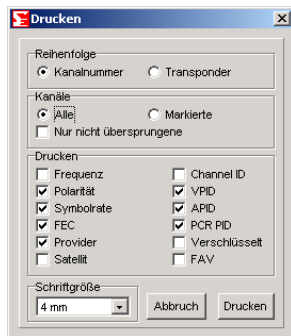 Drucken
Reihenfolge
Kanalnummer Transponder
Kanäle
Alle Markierte
Nur nicht übersprungene
Drucken
Frequenz Channel ID
Polarität VPID
Symbolrate APID
FEC PCR PID
Provider Verschlüsselt
Satellit FAV
Schriftgröße
4 mm Abbruch Drucken